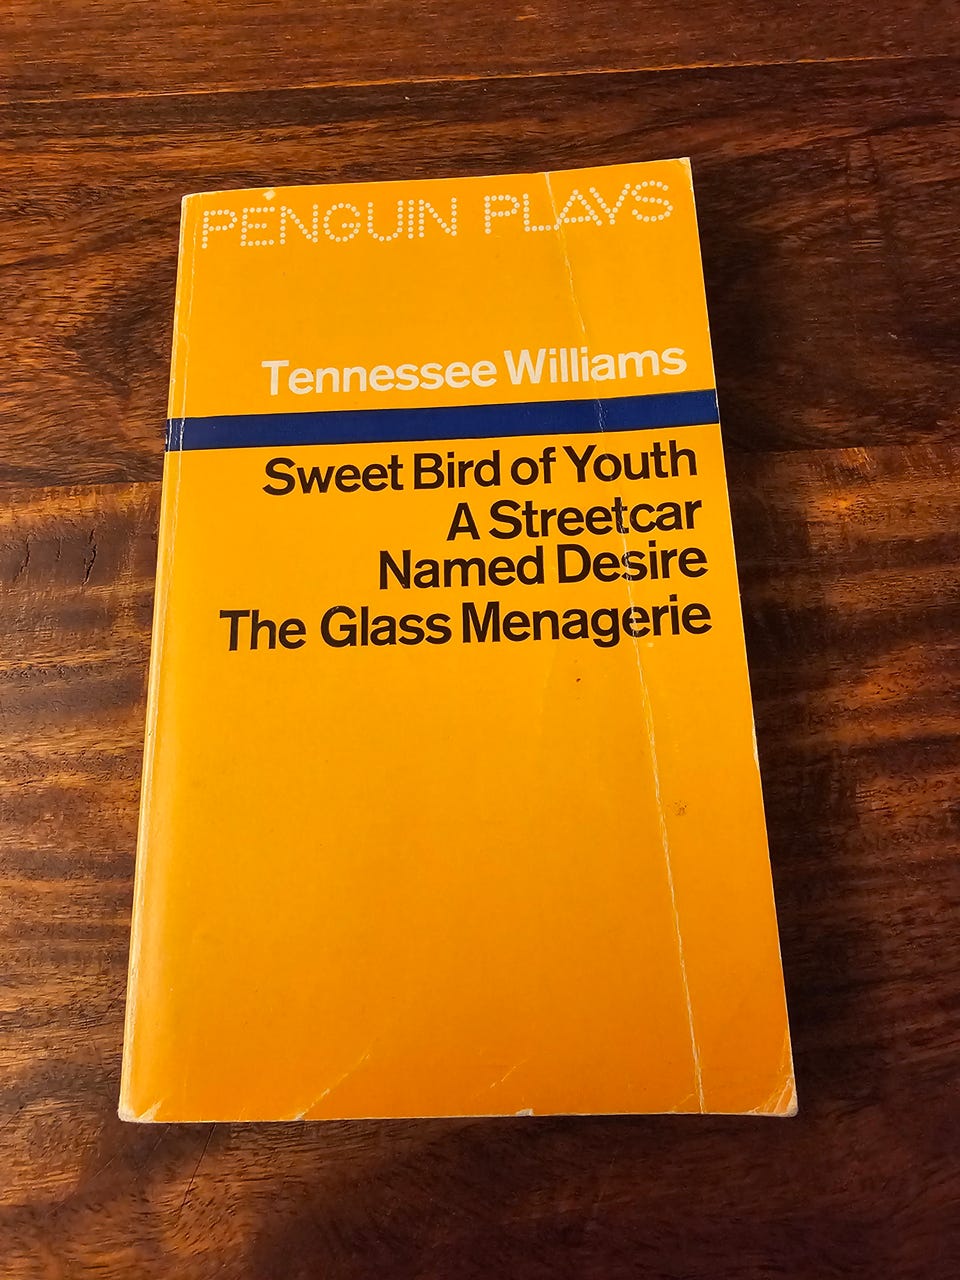 PENGUIN PLAYS
Tennessee Williams
Sweet Bird of Youth
A Streetcar
Named Desire
The Glass Menagerie